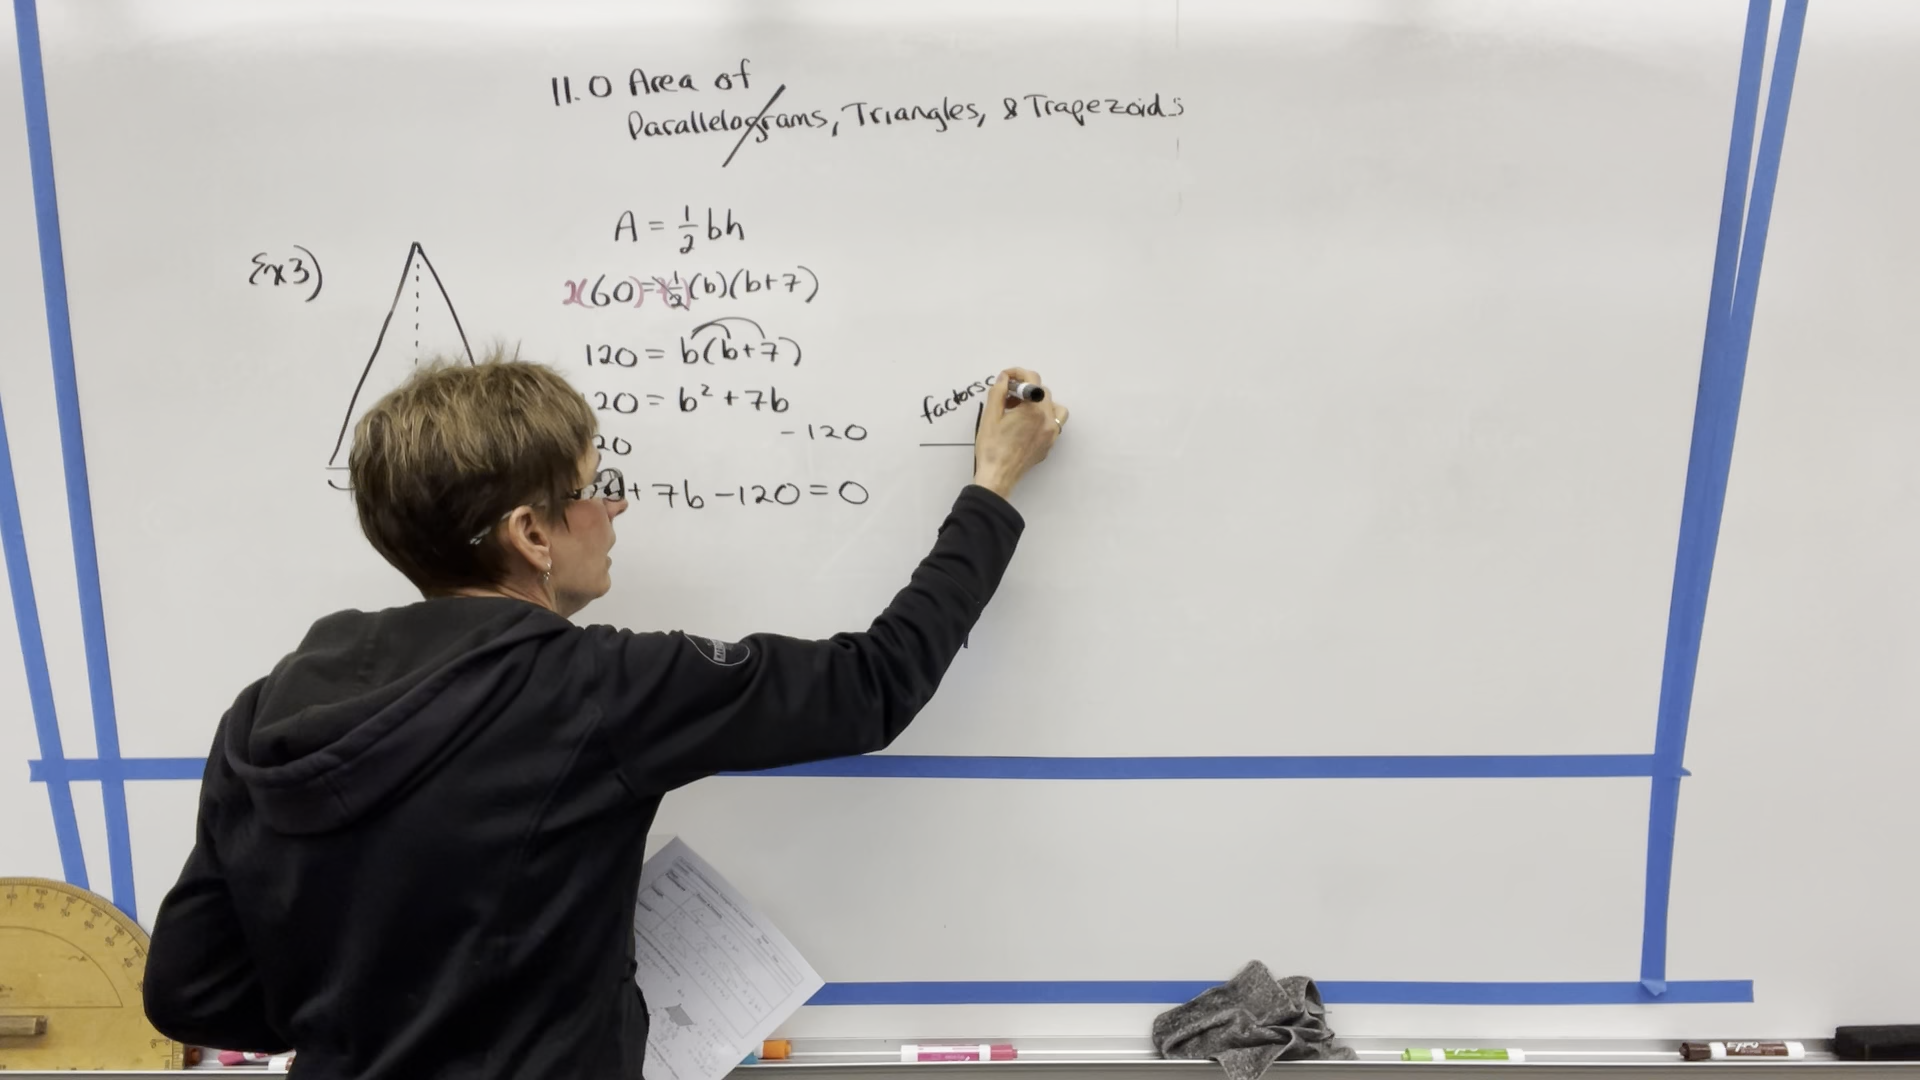 11.0 Area of
Parallelograms, Triangles, & Trapezoids
Ex3)
A = 1/2 bh
2(60) = 2(1/2)(b)(b+7)
120 = b(b+7)
20 = b² + 7b
20 -120
+ 7b -120 = 0
factors
EXPO